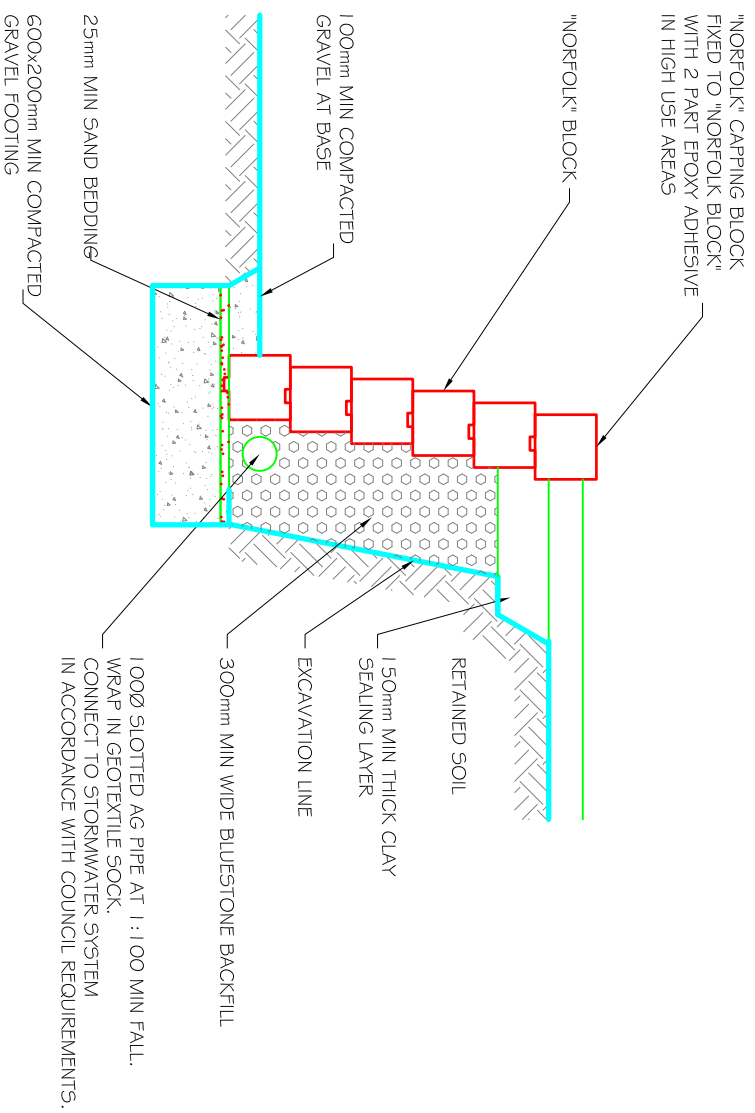 "NORFOLK" CAPPING BLOCK
FIXED TO "NORFOLK BLOCK"
WITH 2 PART EPOXY ADHESIVE
IN HIGH USE AREAS
"NORFOLK" BLOCK
100mm MIN COMPACTED
GRAVEL AT BASE
25mm MIN SAND BEDDING
600x200mm MIN COMPACTED
GRAVEL FOOTING
RETAINED SOIL
150mm MIN THICK CLAY
SEALING LAYER
EXCAVATION LINE
300mm MIN WIDE BLUESTONE BACKFILL
100Ø SLOTTED AG PIPE AT 1:100 MIN FALL.
WRAP IN GEOTEXTILE SOCK.
CONNECT TO STORMWATER SYSTEM
IN ACCORDANCE WITH COUNCIL REQUIREMENTS.